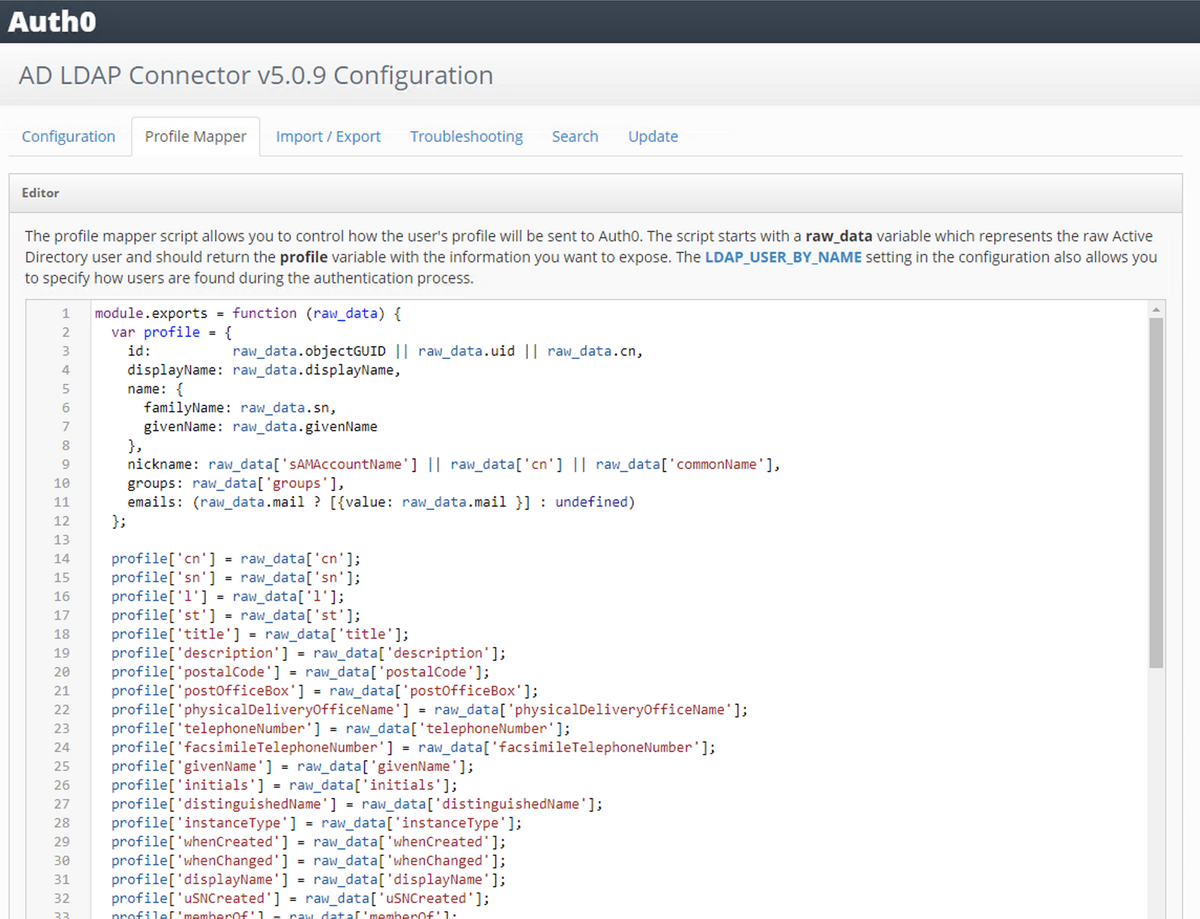 Auth0
AD LDAP Connector v5.0.9 Configuration
Configuration Profile Mapper Import / Export Troubleshooting Search Update
Editor
The profile mapper script allows you to control how the user's profile will be sent to Auth0. The script starts with a raw_data variable which represents the raw Active
Directory user and should return the profile variable with the information you want to expose. The LDAP_USER_BY_NAME setting in the configuration also allows you
to specify how users are found during the authentication process.
1 module.exports = function (raw_data) {
2 var profile = {
3 id: raw_data.objectGUID || raw_data.uid || raw_data.cn,
4 displayName: raw_data.displayName,
5 name: {
6 familyName: raw_data.sn,
7 givenName: raw_data.givenName
8 },
9 nickname: raw_data['sAMAccountName'] || raw_data['cn'] || raw_data['commonName'],
10 groups: raw_data['groups'],
11 emails: (raw_data.mail ? [{value: raw_data.mail }] : undefined)
12 };
13
14 profile['cn'] = raw_data['cn'];
15 profile['sn'] = raw_data['sn'];
16 profile['l'] = raw_data['l'];
17 profile['st'] = raw_data['st'];
18 profile['title'] = raw_data['title'];
19 profile['description'] = raw_data['description'];
20 profile['postalCode'] = raw_data['postalCode'];
21 profile['postOfficeBox'] = raw_data['postOfficeBox'];
22 profile['physicalDeliveryOfficeName'] = raw_data['physicalDeliveryOfficeName'];
23 profile['telephoneNumber'] = raw_data['telephoneNumber'];
24 profile['facsimileTelephoneNumber'] = raw_data['facsimileTelephoneNumber'];
25 profile['givenName'] = raw_data['givenName'];
26 profile['initials'] = raw_data['initials'];
27 profile['distinguishedName'] = raw_data['distinguishedName'];
28 profile['instanceType'] = raw_data['instanceType'];
29 profile['whenCreated'] = raw_data['whenCreated'];
30 profile['whenChanged'] = raw_data['whenChanged'];
31 profile['displayName'] = raw_data['displayName'];
32 profile['uSNCreated'] = raw_data['uSNCreated'];
33 profile['memberOf'] = raw_data['memberOf'];